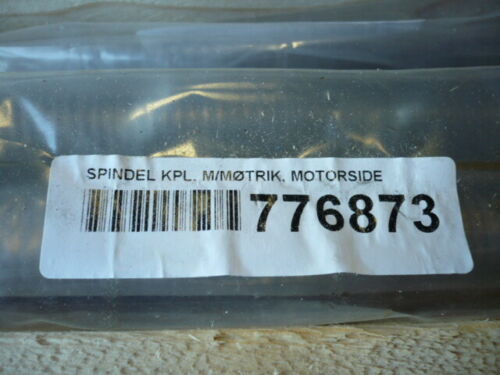 SPINDEL KPL. M/MØTRIK, MOTORSIDE
776873